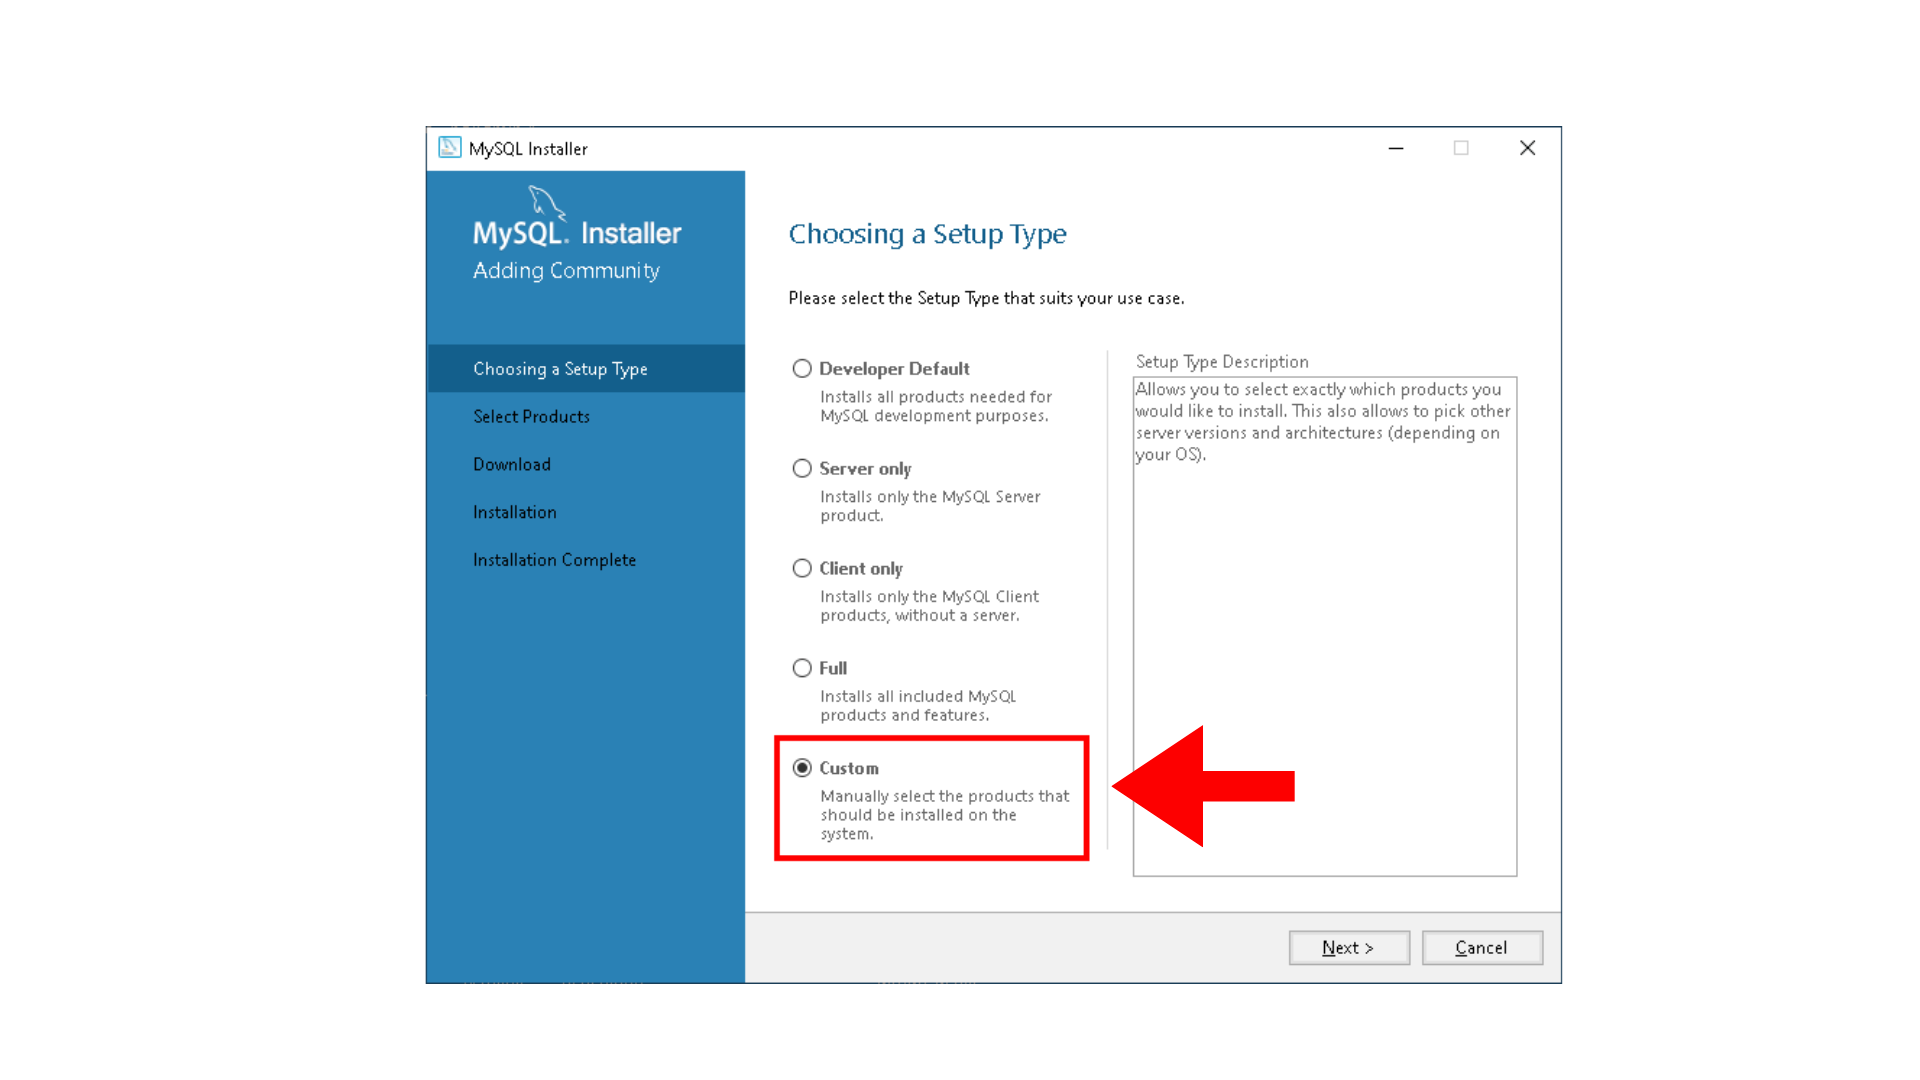 MySQL Installer
MySQL. Installer
Adding Community
Choosing a Setup Type
Select Products
Download
Installation
Installation Complete
Choosing a Setup Type
Please select the Setup Type that suits your use case.
Developer Default
Installs all products needed for
MySQL development purposes.
Server only
Installs only the MySQL Server
product.
Client only
Installs only the MySQL Client
products, without a server.
Full
Installs all included MySQL
products and features.
Custom
Manually select the products that
should be installed on the
system.
Setup Type Description
Allows you to select exactly which products you
would like to install. This also allows to pick other
server versions and architectures (depending on
your OS).
Next >
Cancel